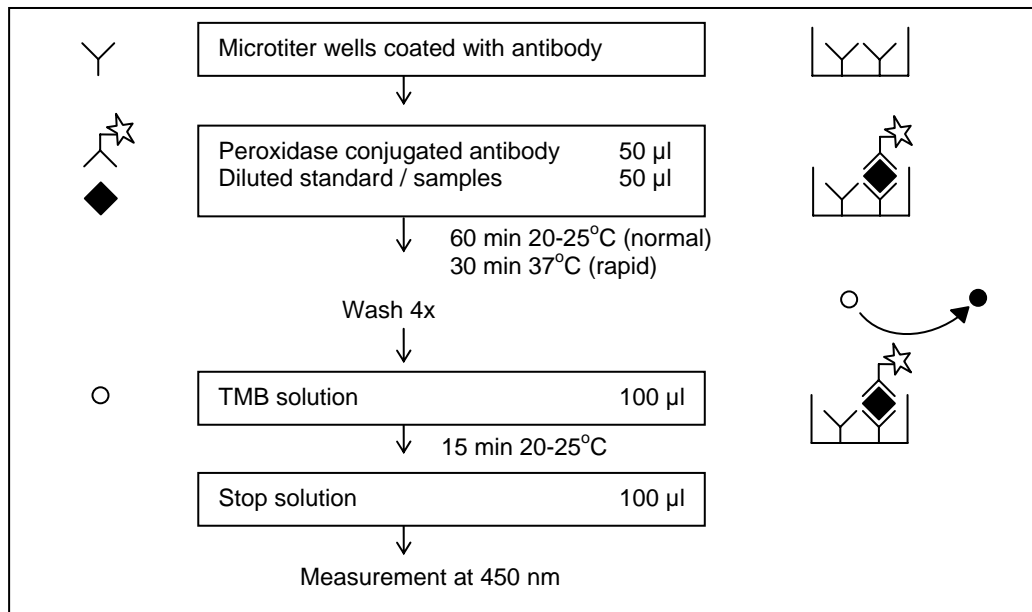 Microtiter wells coated with antibody
Peroxidase conjugated antibody 50 µl
Diluted standard / samples 50 µl
60 min 20-25°C (normal)
30 min 37°C (rapid)
Wash 4x
TMB solution 100 µl
15 min 20-25°C
Stop solution 100 µl
Measurement at 450 nm